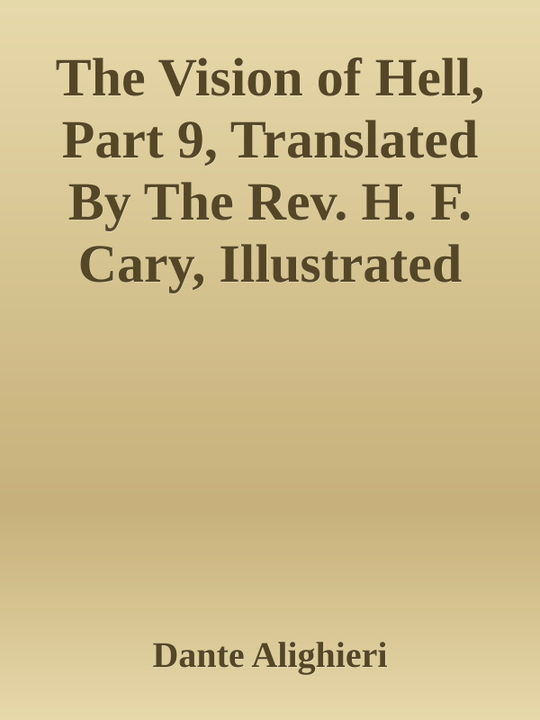 The Vision of Hell,
Part 9, Translated
By The Rev. H. F.
Cary, Illustrated
Dante Alighieri